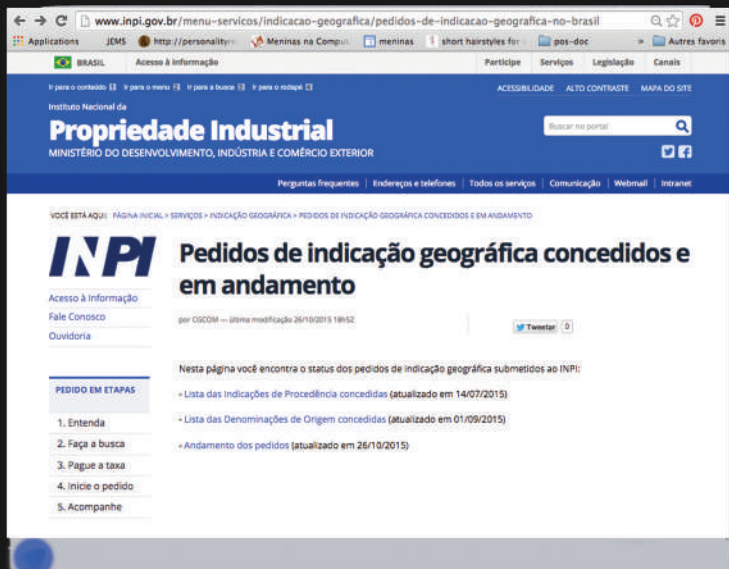 www.inpi.gov.br/menu-servicos/indicacao-geografica/pedidos-de-indicacao-geografica-no-brasil
Applications JEMS http://personality Meninas na Comput meninas short hairstyles for pos-doc » Autres favoris
BRASIL Acesso à informação Participe Serviços Legislação Canais
Ir para o conteúdo 1 Ir para o menu 2 Ir para a busca 3 Ir para o rodapé ACESSIBILIDADE ALTO CONTRASTE MAPA DO SITE
Instituto Nacional da
Propriedade Industrial
Buscar no portal
MINISTÉRIO DO DESENVOLVIMENTO, INDÚSTRIA E COMÉRCIO EXTERIOR
Perguntas frequentes | Endereços e telefones | Todos os serviços | Comunicação | Webmail | Intranet
VOCÊ ESTÁ AQUI: PÁGINA INICIAL > SERVIÇOS > INDICAÇÃO GEOGRÁFICA > PEDIDOS DE INDICAÇÃO GEOGRÁFICA CONCEDIDOS E EM ANDAMENTO
INPI
Acesso à Informação
Fale Conosco
Ouvidoria
PEDIDO EM ETAPAS
1. Entenda
2. Faça a busca
3. Pague a taxa
4. Inicie o pedido
5. Acompanhe
Pedidos de indicação geográfica concedidos e
em andamento
por CGCOM — última modificação 26/10/2015 18h52
Tweetar 0
Nesta página você encontra o status dos pedidos de indicação geográfica submetidos ao INPI:
- Lista das Indicações de Procedência concedidas (atualizado em 14/07/2015)
- Lista das Denominações de Origem concedidas (atualizado em 01/09/2015)
- Andamento dos pedidos (atualizado em 26/10/2015)